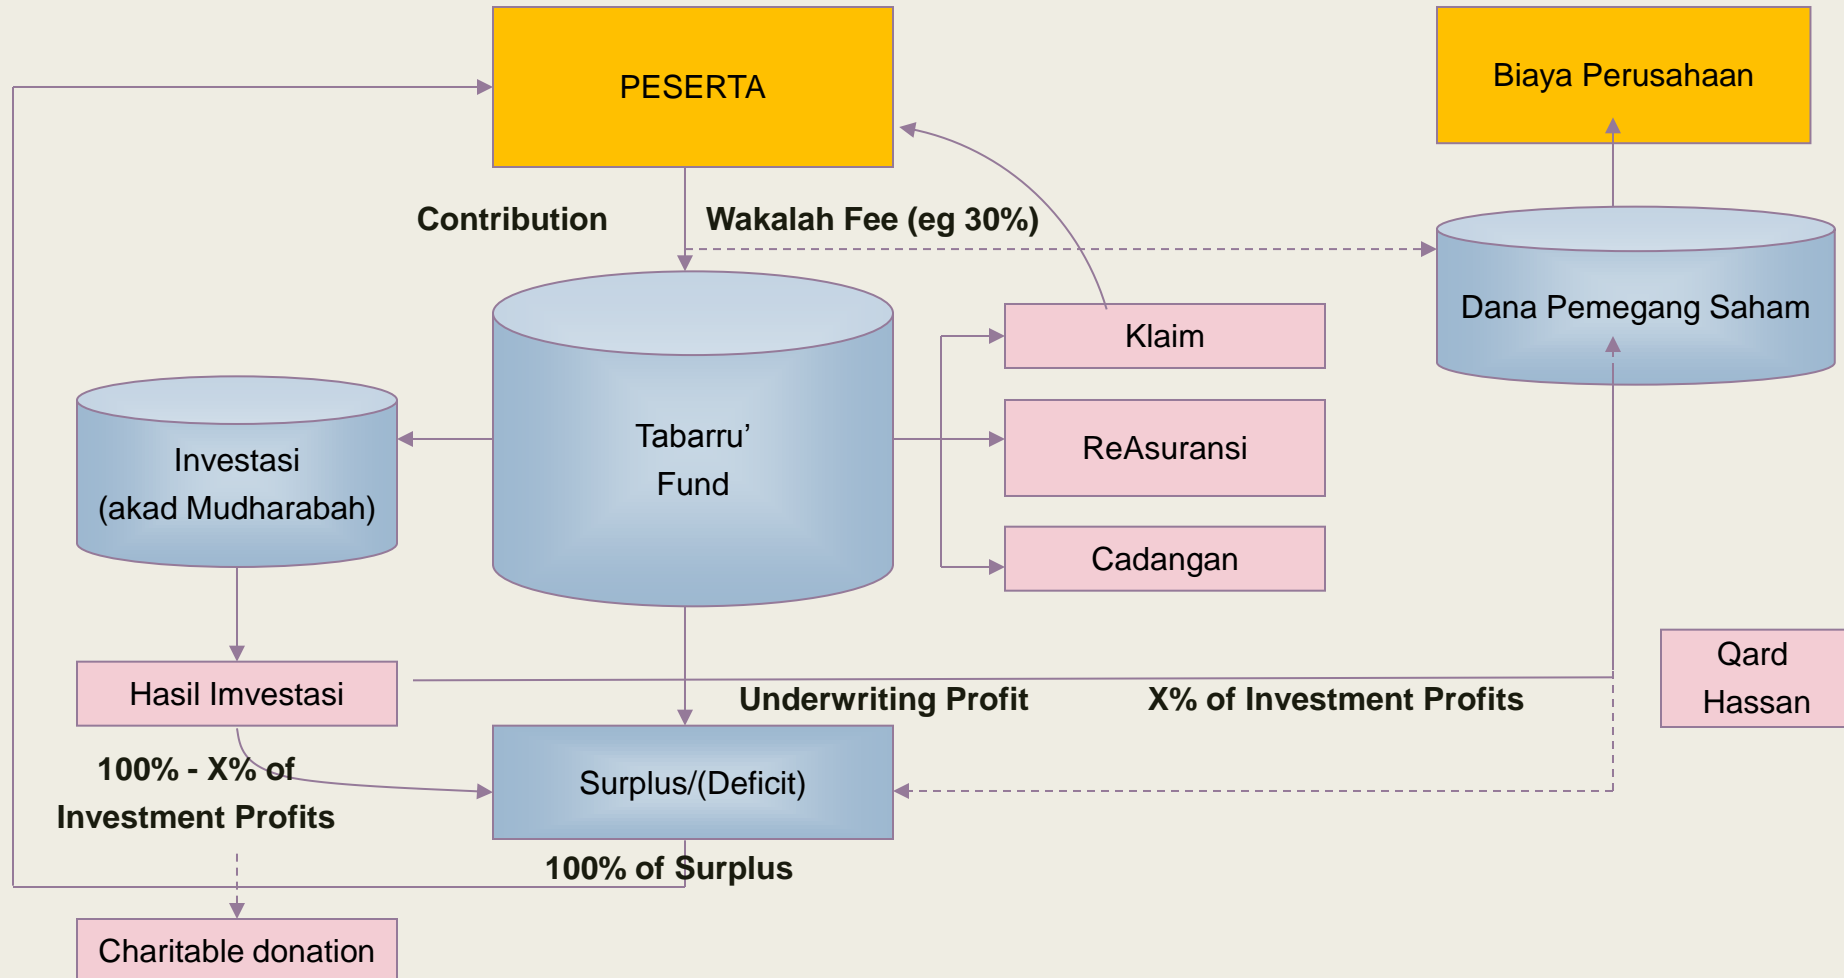 PESERTA
Biaya Perusahaan
Contribution
Wakalah Fee (eg 30%)
Dana Pemegang Saham
Klaim
Tabarru’
Fund
ReAsuransi
Investasi
(akad Mudharabah)
Cadangan
Hasil Imvestasi
Underwriting Profit
X% of Investment Profits
Qard
Hassan
100% - X% of
Investment Profits
Surplus/(Deficit)
100% of Surplus
Charitable donation